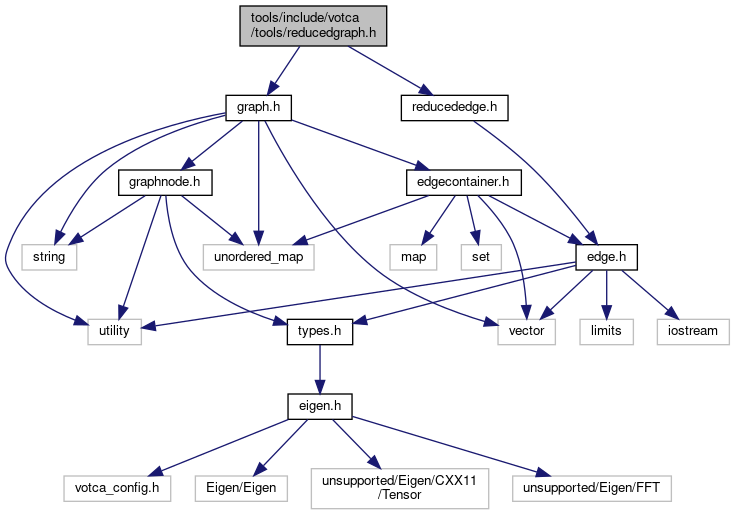 tools/include/votca
/tools/reducedgraph.h
graph.h
reducededge.h
graphnode.h
edgecontainer.h
string
unordered_map
map
set
edge.h
utility
types.h
vector
limits
iostream
eigen.h
votca_config.h
Eigen/Eigen
unsupported/Eigen/CXX11
/Tensor
unsupported/Eigen/FFT